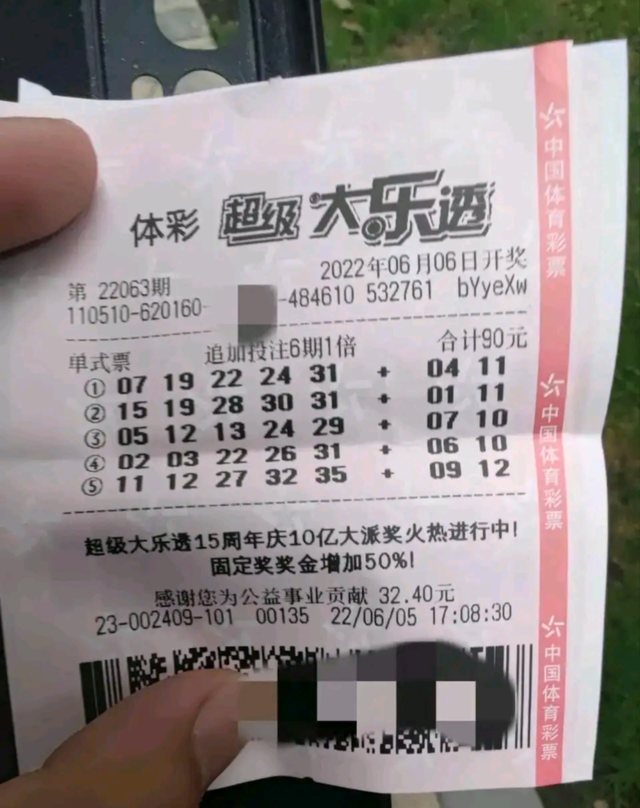 体彩 超级大乐透
2022年06月06日开奖
第 22063期
110510-620160- -484610 532761 bYyeXw
单式票 追加投注6期1倍 合计90元
① 07 19 22 24 31 + 04 11
② 15 19 28 30 31 + 01 11
③ 05 12 13 24 29 + 07 10
④ 02 03 22 26 31 + 06 10
⑤ 11 12 27 32 35 + 09 12
超级大乐透15周年庆10亿大派奖火热进行中!
固定奖奖金增加50%!
感谢您为公益事业贡献 32.40元
23-002409-101 00135 22/06/05 17:08:30
中国体育彩票
中国体育彩票
中国体育彩票